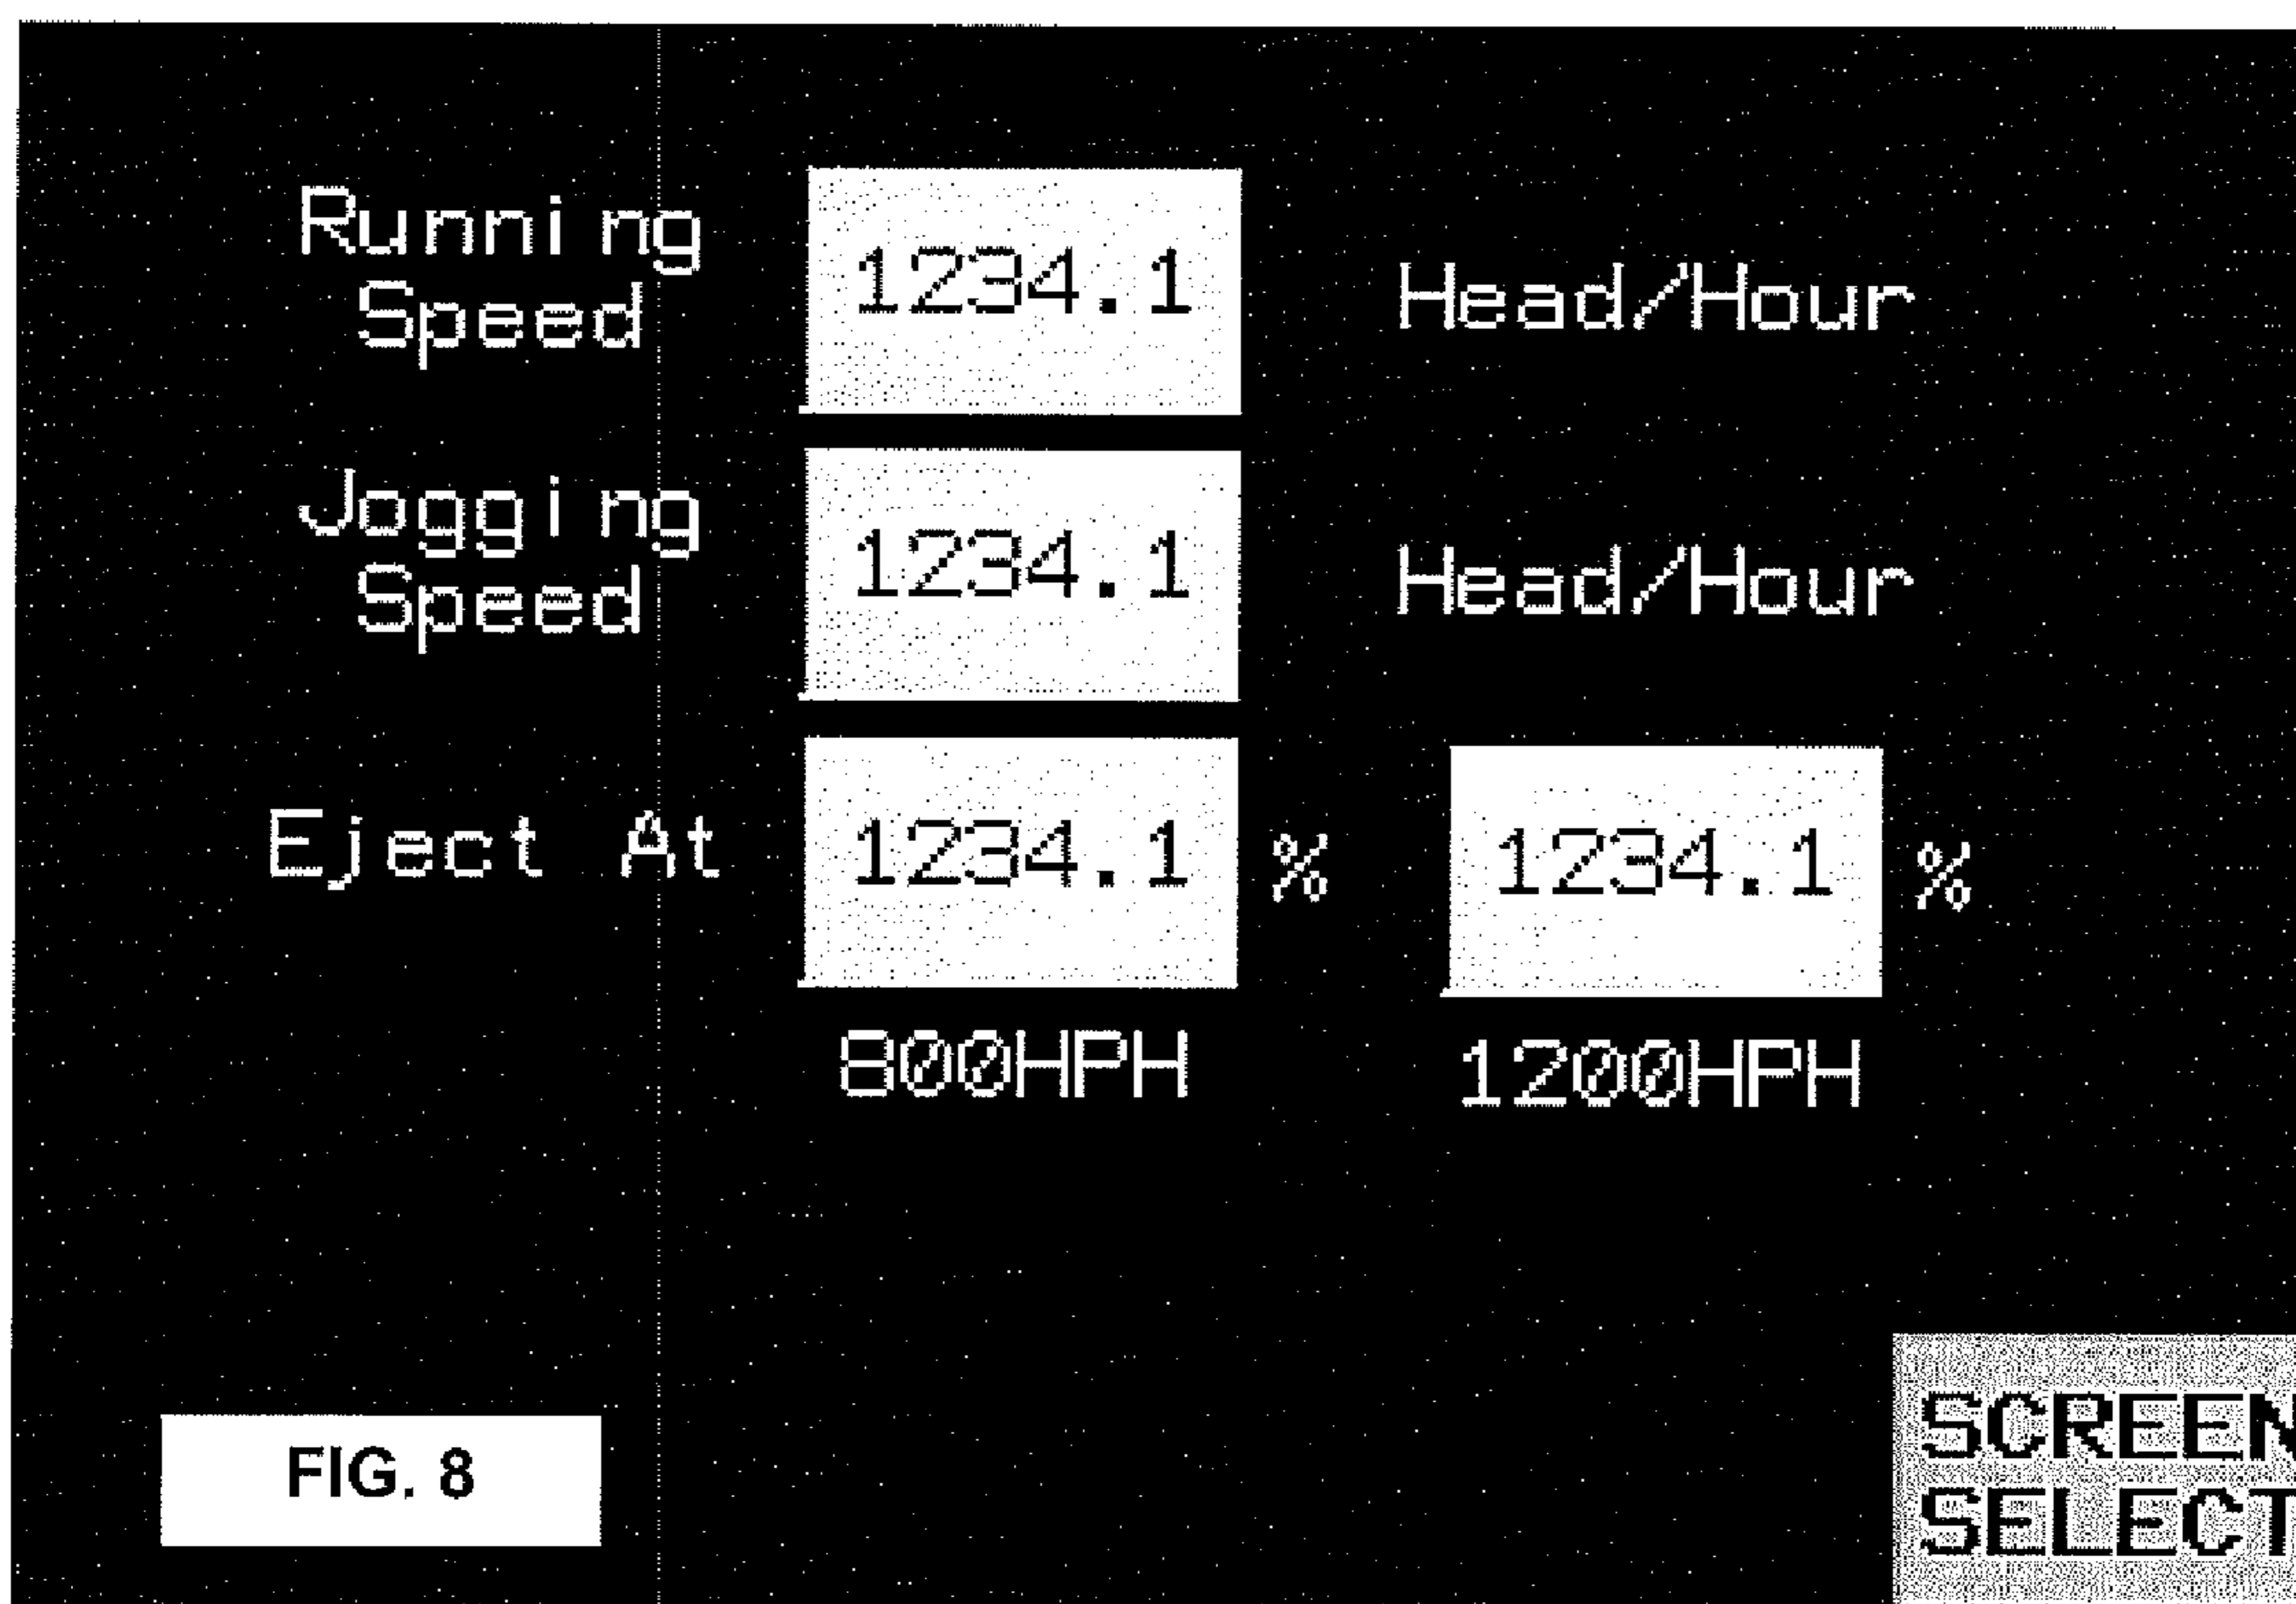 Running
Speed
1234.1
Head/Hour
Jogging
Speed
1234.1
Head/Hour
Eject At
1234.1 %
1234.1 %
800HPH
1200HPH
FIG. 8
SCREEN
SELECT